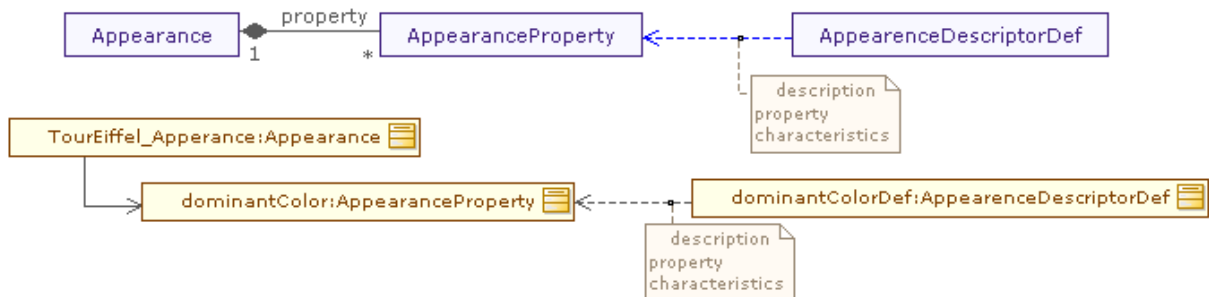 property
Appearance
AppearanceProperty
AppearenceDescriptorDef
1
*
description
property
characteristics
TourEiffel_Apperance:Appearance
dominantColor:AppearanceProperty
dominantColorDef:AppearenceDescriptorDef
description
property
characteristics